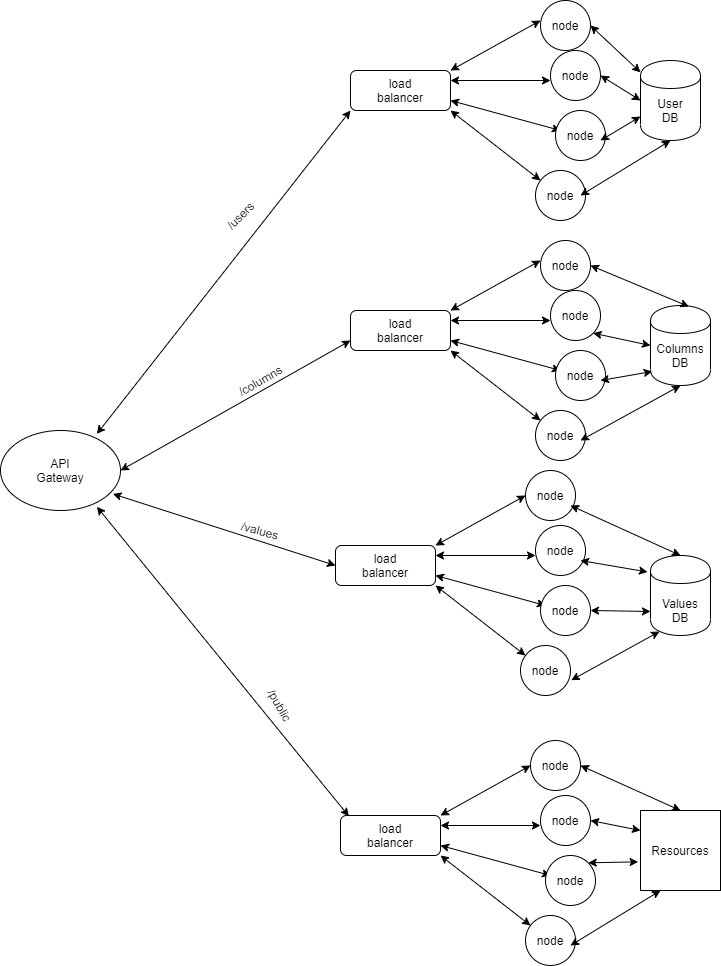 node
node
load
balancer
User
DB
node
node
/users
node
node
load
balancer
Columns
DB
node
/columns
node
API
Gateway
node
/values
node
load
balancer
Values
DB
node
node
/public
node
node
load
balancer
Resources
node
node